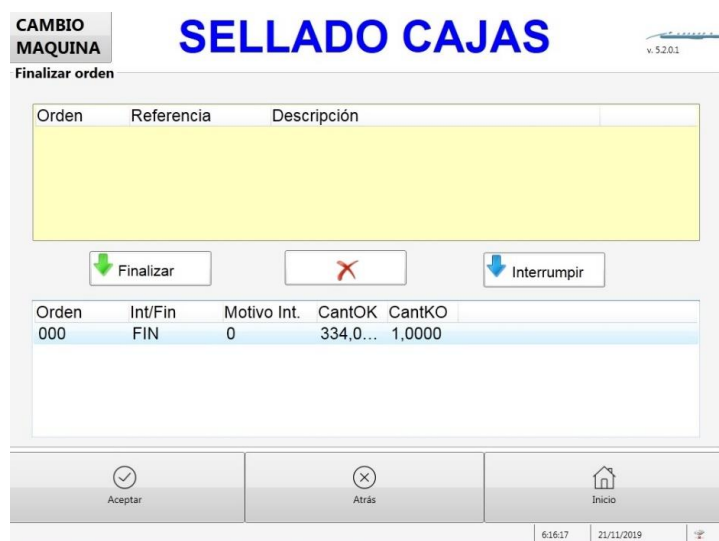 CAMBIO
MAQUINA
SELLADO CAJAS
v. 5.2.0.1
Finalizar orden
Orden Referencia Descripción
Finalizar Interrumpir
Orden Int/Fin Motivo Int. CantOK CantKO
000 FIN 0 334,0... 1,0000
Aceptar Atrás Inicio
6:16:17 21/11/2019